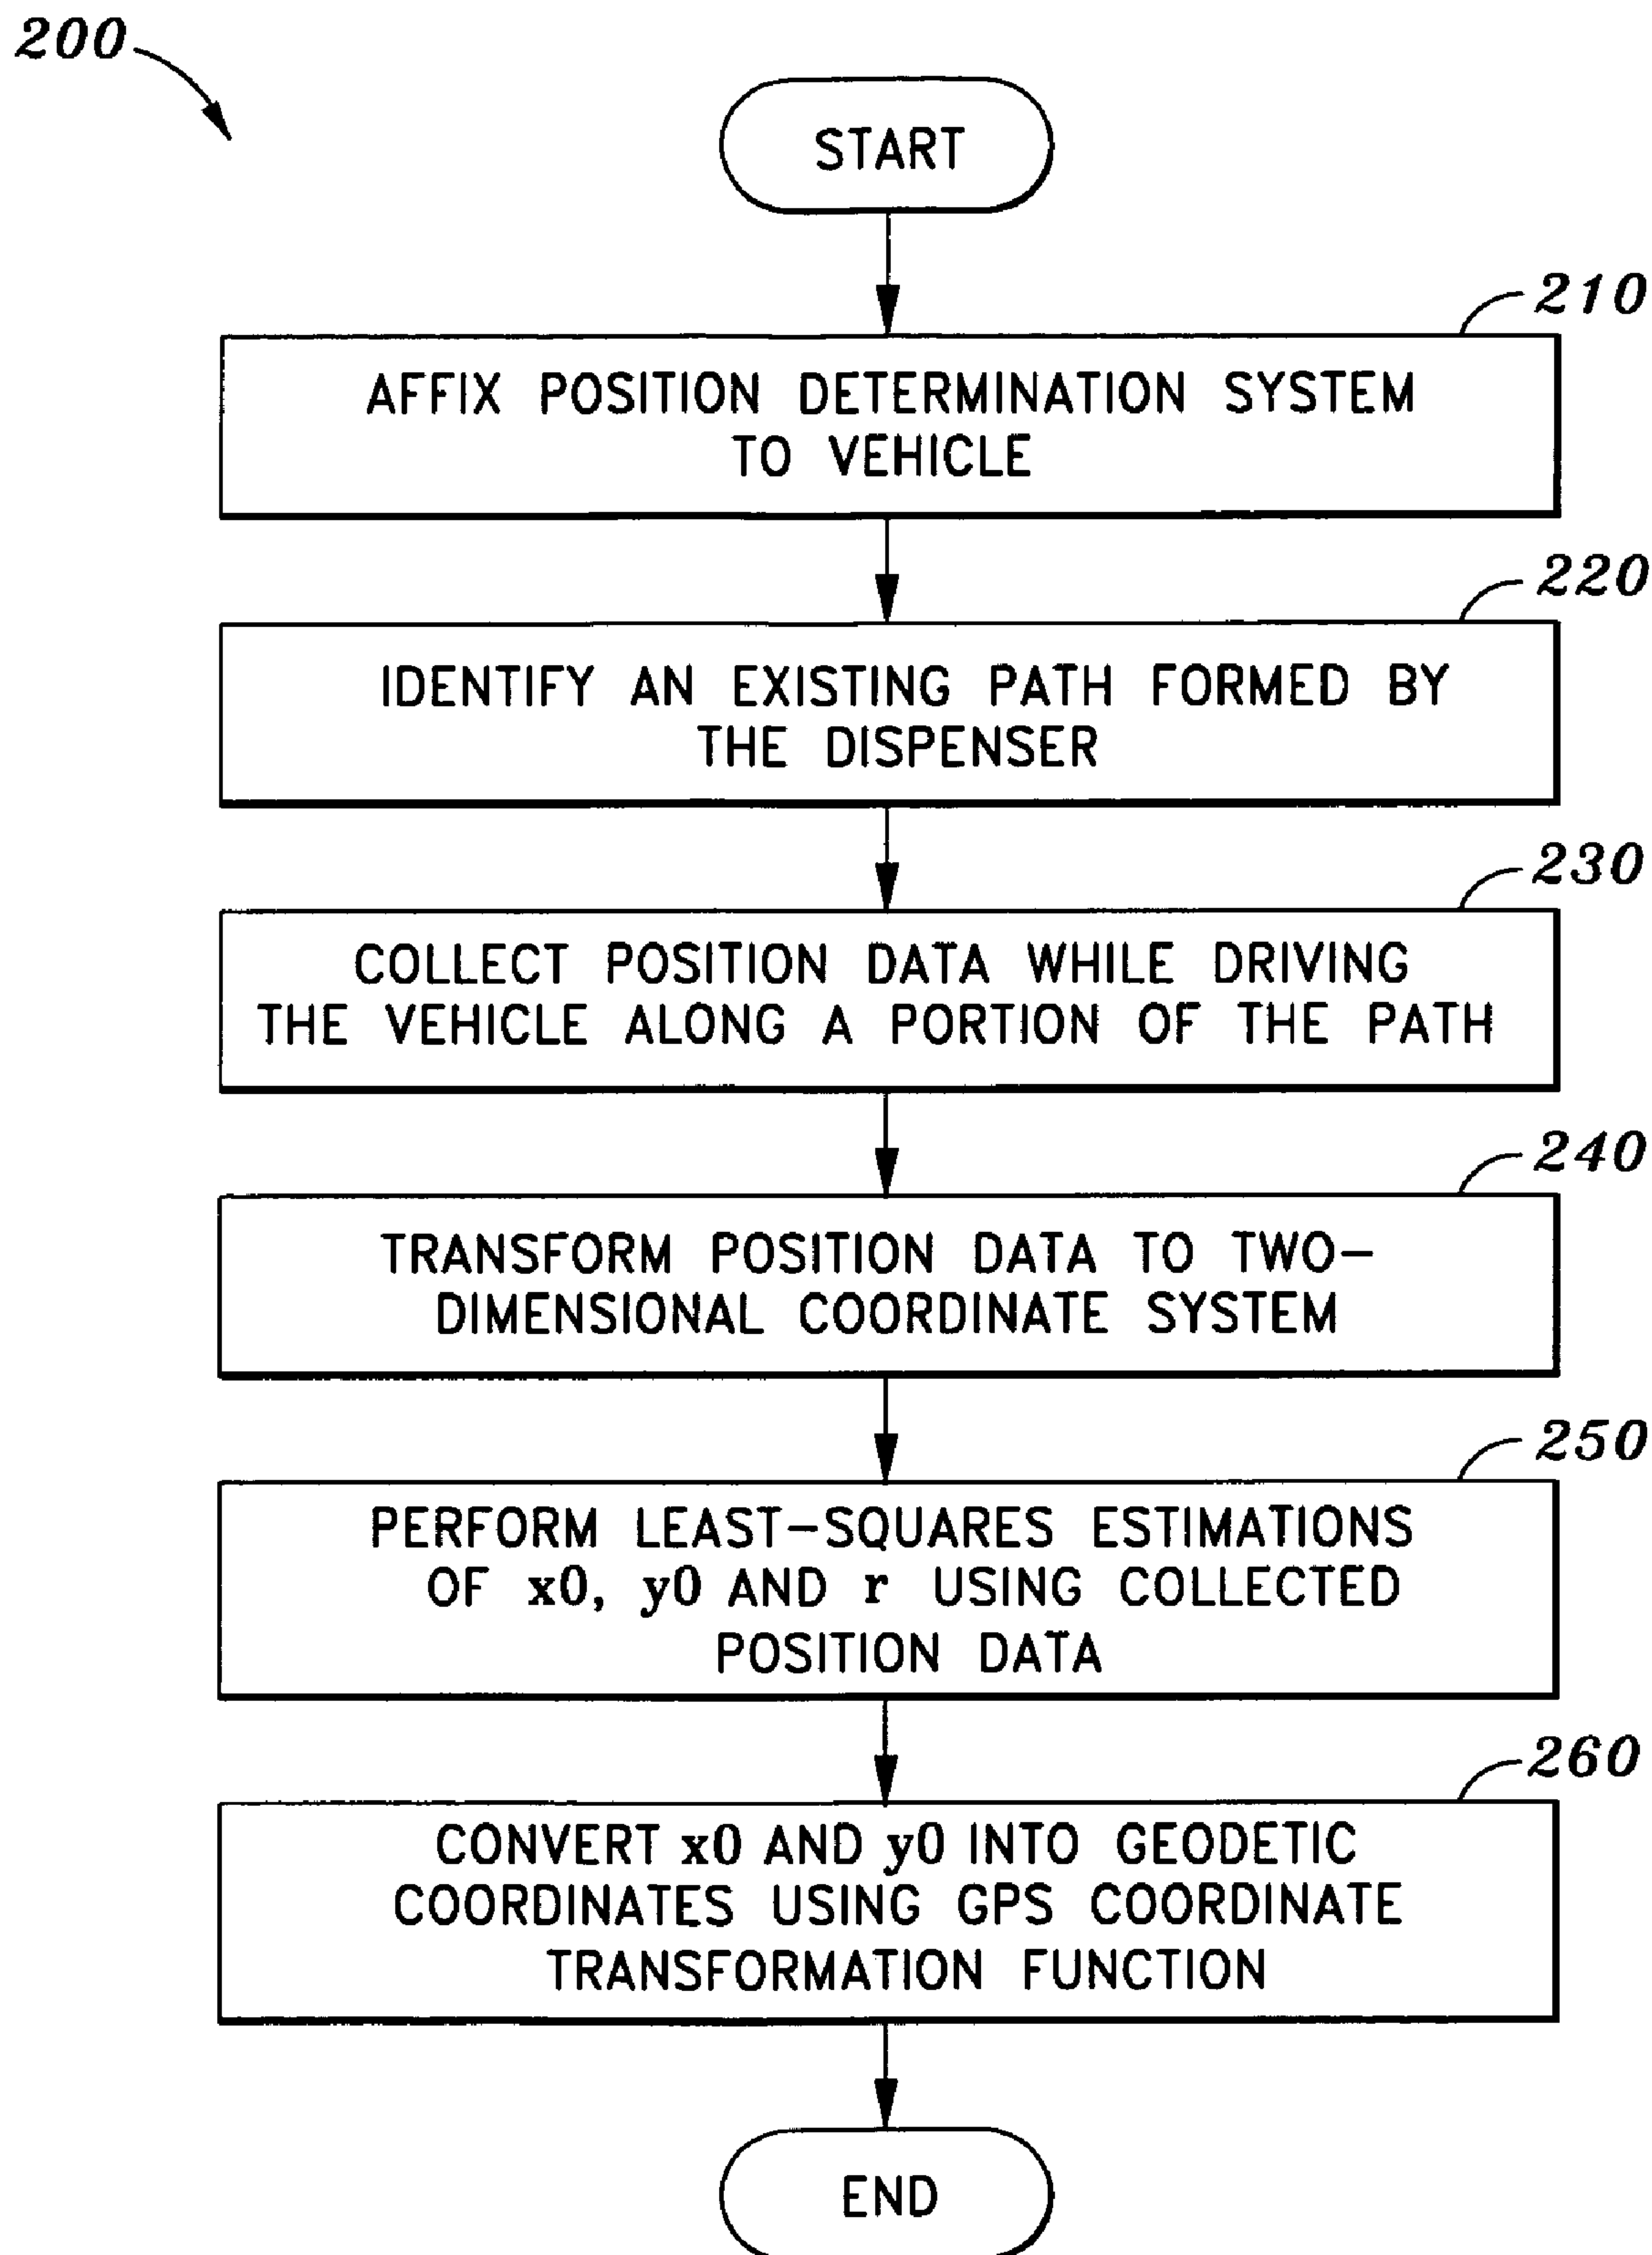 200
START
210
AFFIX POSITION DETERMINATION SYSTEM
TO VEHICLE
220
IDENTIFY AN EXISTING PATH FORMED BY
THE DISPENSER
230
COLLECT POSITION DATA WHILE DRIVING
THE VEHICLE ALONG A PORTION OF THE PATH
240
TRANSFORM POSITION DATA TO TWO-
DIMENSIONAL COORDINATE SYSTEM
250
PERFORM LEAST-SQUARES ESTIMATIONS
OF x0, y0 AND r USING COLLECTED
POSITION DATA
260
CONVERT x0 AND y0 INTO GEODETIC
COORDINATES USING GPS COORDINATE
TRANSFORMATION FUNCTION
END